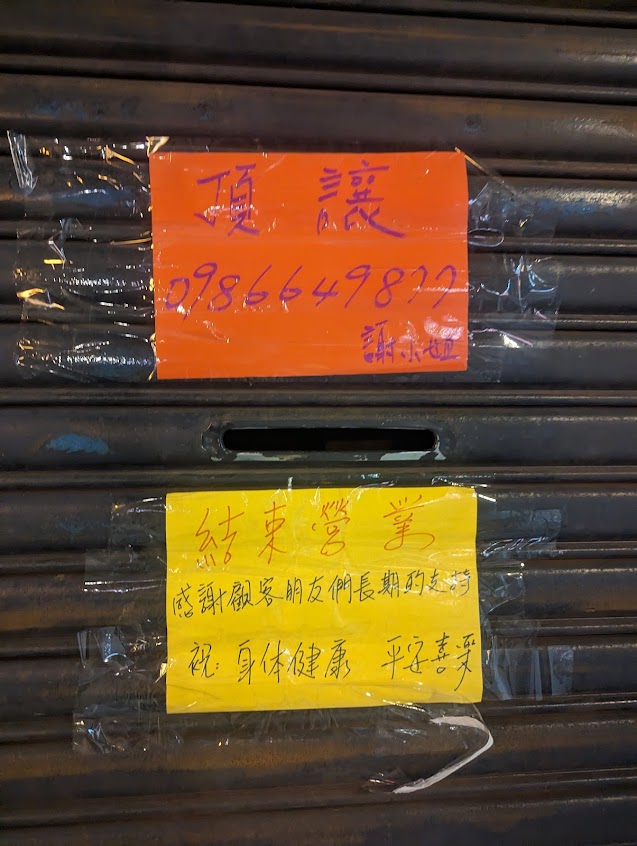 頂讓
0986649877
謝小姐
結束營業
感謝顧客朋友們長期的支持
祝:身体健康 平安喜樂